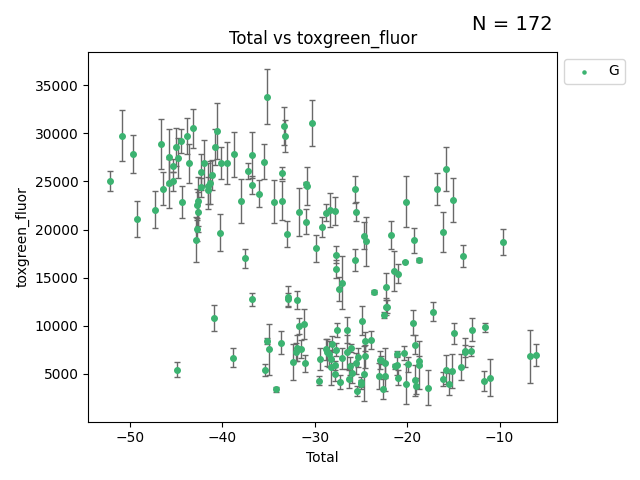 N = 172
Total vs toxgreen_fluor
G
toxgreen_fluor
35000
30000
25000
20000
15000
10000
5000
−50 −40 −30 −20 −10
Total